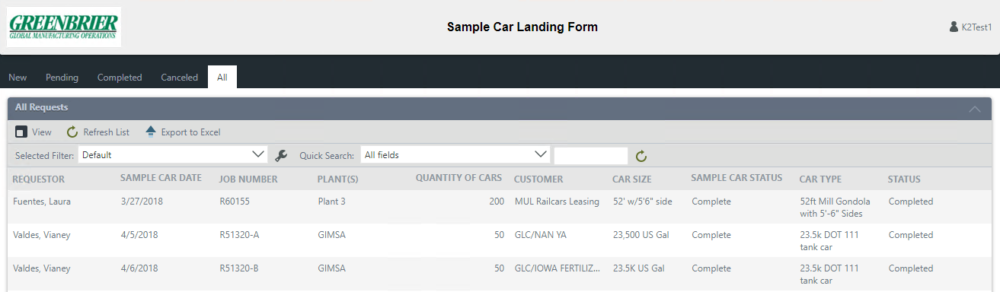 GREENBRIER
GLOBAL MANUFACTURING OPERATIONS
Sample Car Landing Form
K2Test1
New Pending Completed Canceled All
All Requests
View Refresh List Export to Excel
Selected Filter: Default Quick Search: All fields
REQUESTOR SAMPLE CAR DATE JOB NUMBER PLANT(S) QUANTITY OF CARS CUSTOMER CAR SIZE SAMPLE CAR STATUS CAR TYPE STATUS
Fuentes, Laura 3/27/2018 R60155 Plant 3 200 MUL Railcars Leasing 52' w/5'6" side Complete 52ft Mill Gondola Completed
with 5'-6" Sides
Valdes, Vianey 4/5/2018 R51320-A GIMSA 50 GLC/NAN YA 23,500 US Gal Complete 23.5k DOT 111 Completed
tank car
Valdes, Vianey 4/6/2018 R51320-B GIMSA 50 GLC/IOWA FERTILIZ... 23.5K US Gal Complete 23.5k DOT 111 Completed
tank car